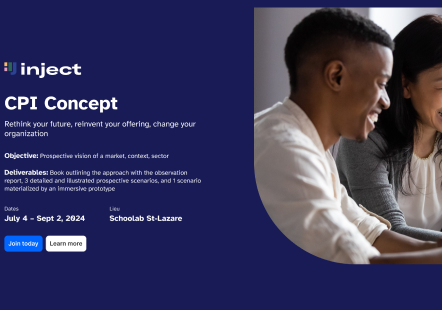 inject
CPI Concept
Rethink your future, reinvent your offering, change your
organization
Objective: Prospective vision of a market, context, sector
Deliverables: Book outlining the approach with the observation
report, 3 detailed and illustrated prospective scenarios, and 1 scenario
materialized by an immersive prototype
Dates
Lieu
July 4 – Sept 2, 2024
Schoolab St-Lazare
Join today
Learn more